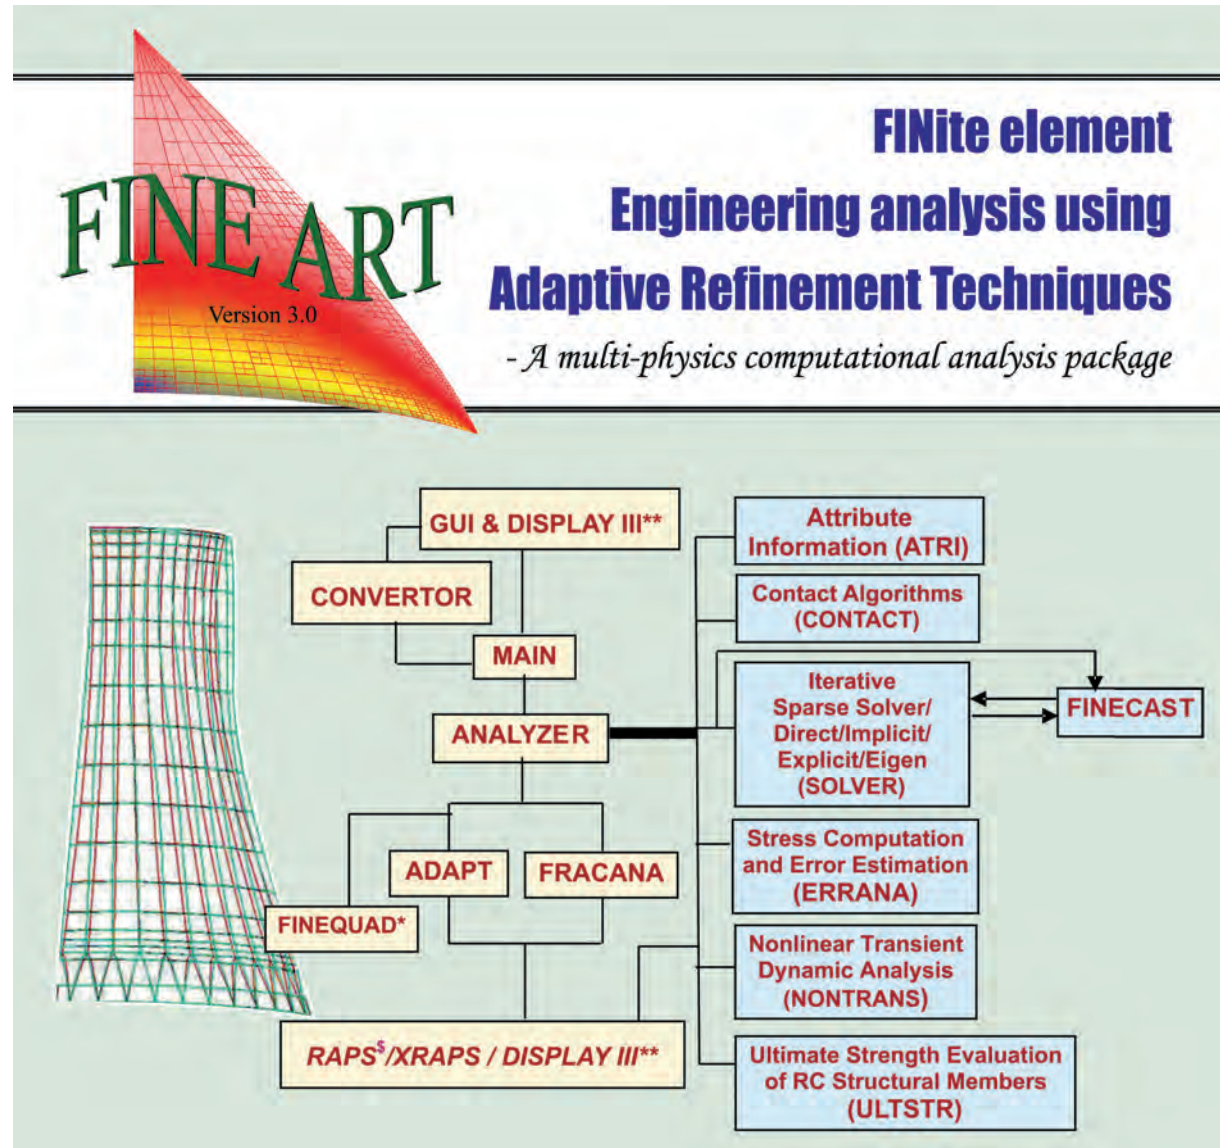 FINE ART
Version 3.0
FINite element
Engineering analysis using
Adaptive Refinement Techniques
- A multi-physics computational analysis package
GUI & DISPLAY III**
CONVERTOR
MAIN
ANALYZER
ADAPT
FRACANA
FINEQUAD*
RAPS$/XRAPS / DISPLAY III**
Attribute
Information (ATRI)
Contact Algorithms
(CONTACT)
Iterative
Sparse Solver/
Direct/Implicit/
Explicit/Eigen
(SOLVER)
FINECAST
Stress Computation
and Error Estimation
(ERRANA)
Nonlinear Transient
Dynamic Analysis
(NONTRANS)
Ultimate Strength Evaluation
of RC Structural Members
(ULTSTR)